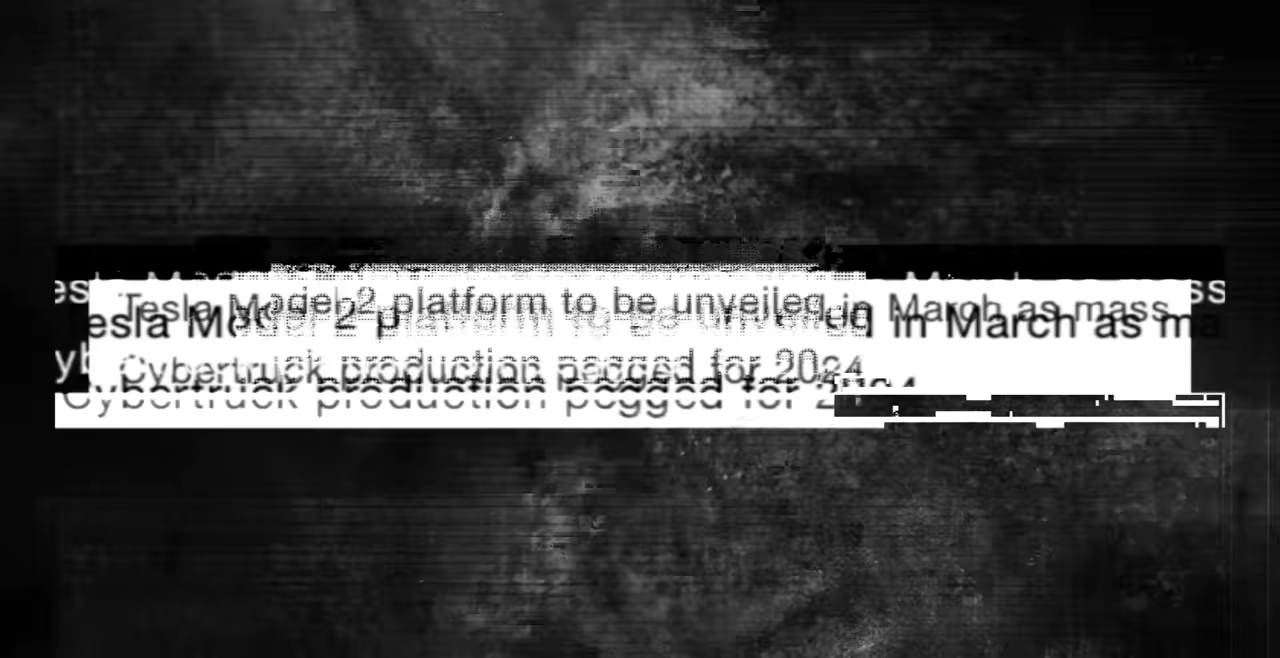 Tesla Model 2 platform to be unveiled in March as mass
Cybertruck production pegged for 2024